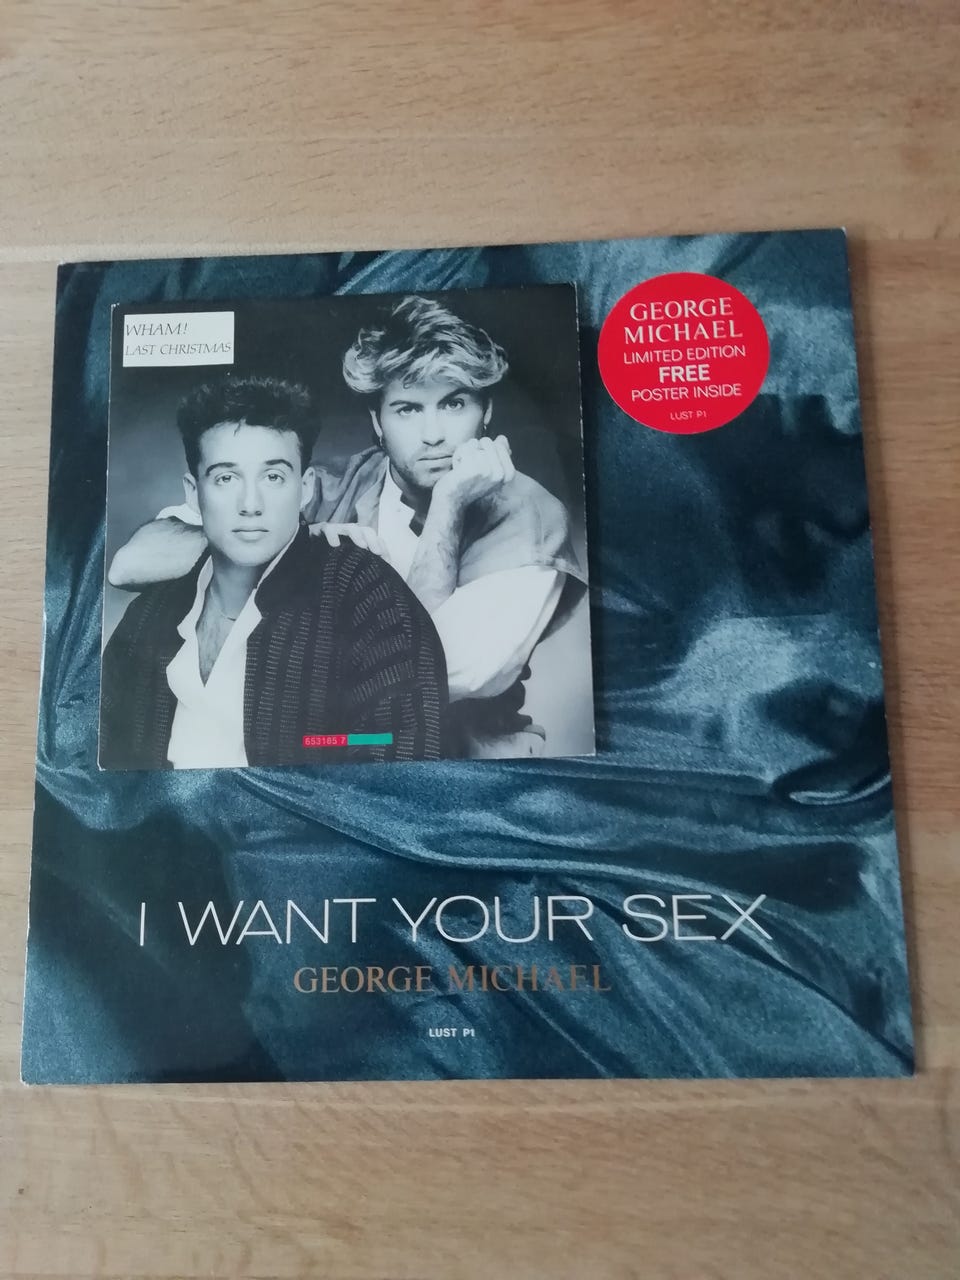 WHAM!
LAST CHRISTMAS
GEORGE
MICHAEL
LIMITED EDITION
FREE
POSTER INSIDE
LUST P1
653105 7
I WANT YOUR SEX
GEORGE MICHAEL
LUST P1